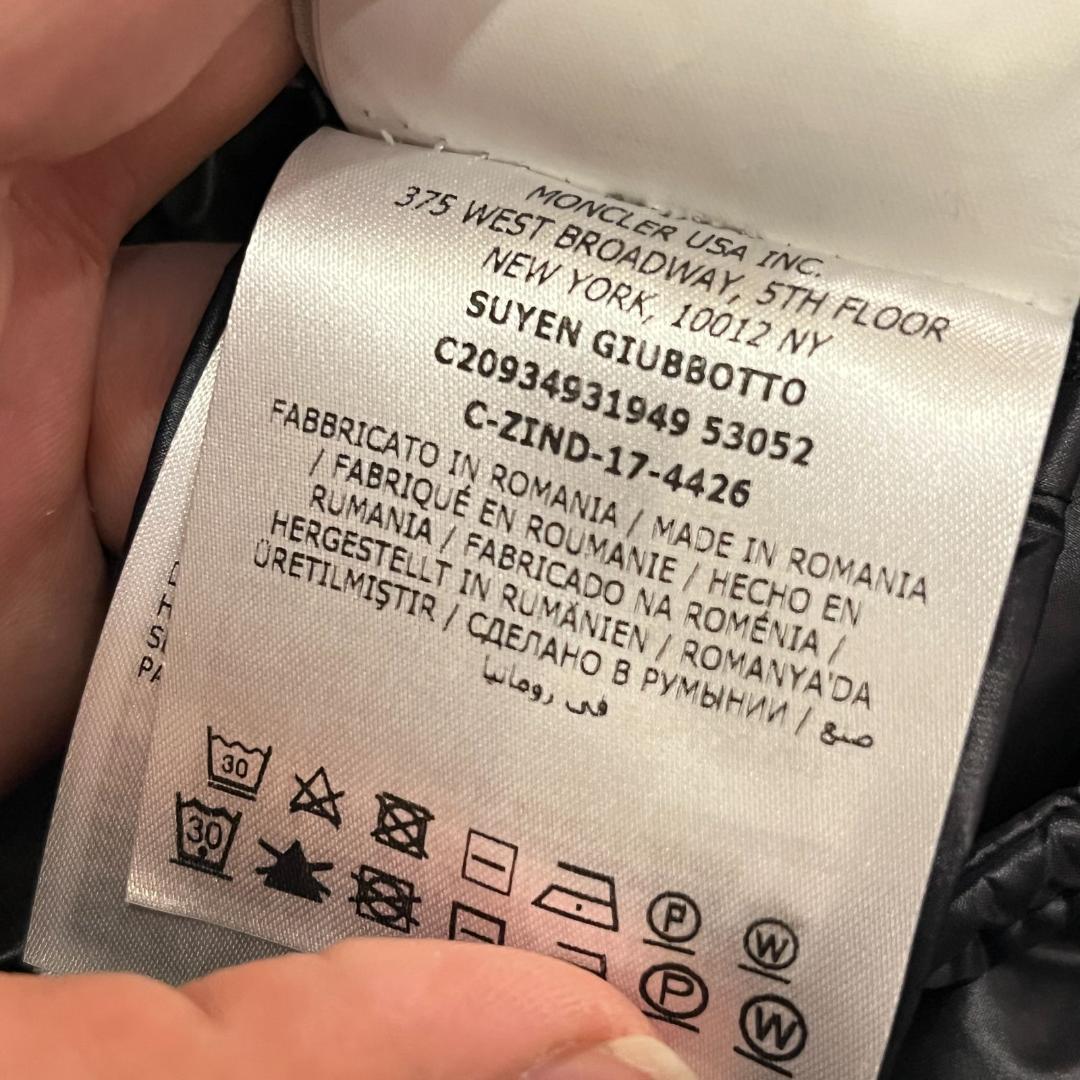 MONCLER USA INC.
375 WEST BROADWAY, 5TH FLOOR
NEW YORK, 10012 NY
SUYEN GIUBBOTTO
C20934931949 53052
C-ZIND-17-4426
FABBRICATO IN ROMANIA / MADE IN ROMANIA
/ FABRIQUÉ EN ROUMANIE / HECHO EN
RUMANIA / FABRICADO NA ROMÉNIA /
HERGESTELLT IN RUMÄNIEN / ROMANYA'DA
ÜRETILMIŞTIR / СДЕЛАНО В РУМЫНИИ / صنع
في رومانيا
30
P
W
30
P
W